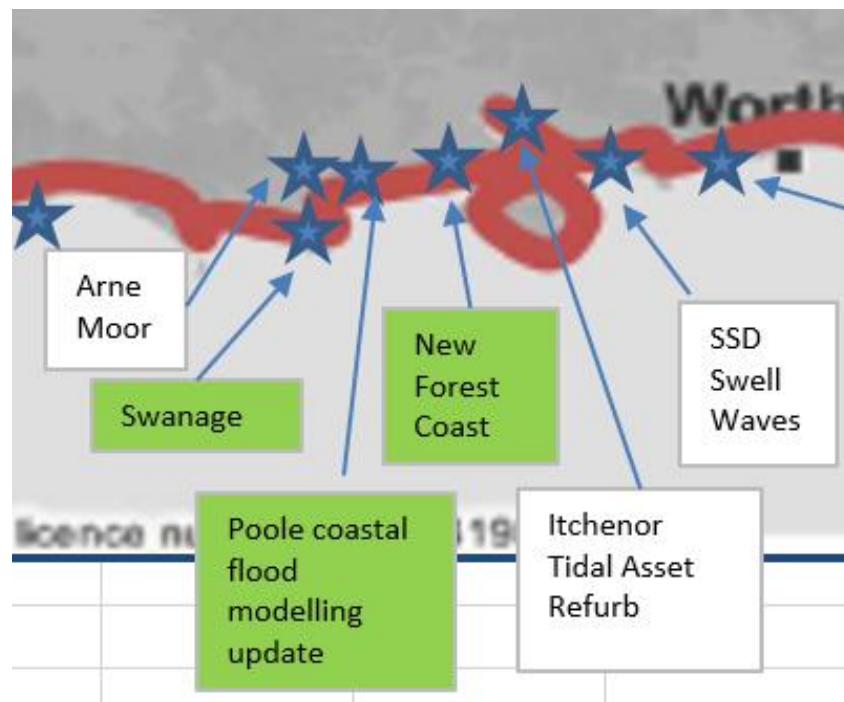 Worth
Arne
Moor
Swanage
New
Forest
Coast
SSD
Swell
Waves
Poole coastal
flood
modelling
update
Itchenor
Tidal Asset
Refurb
licence